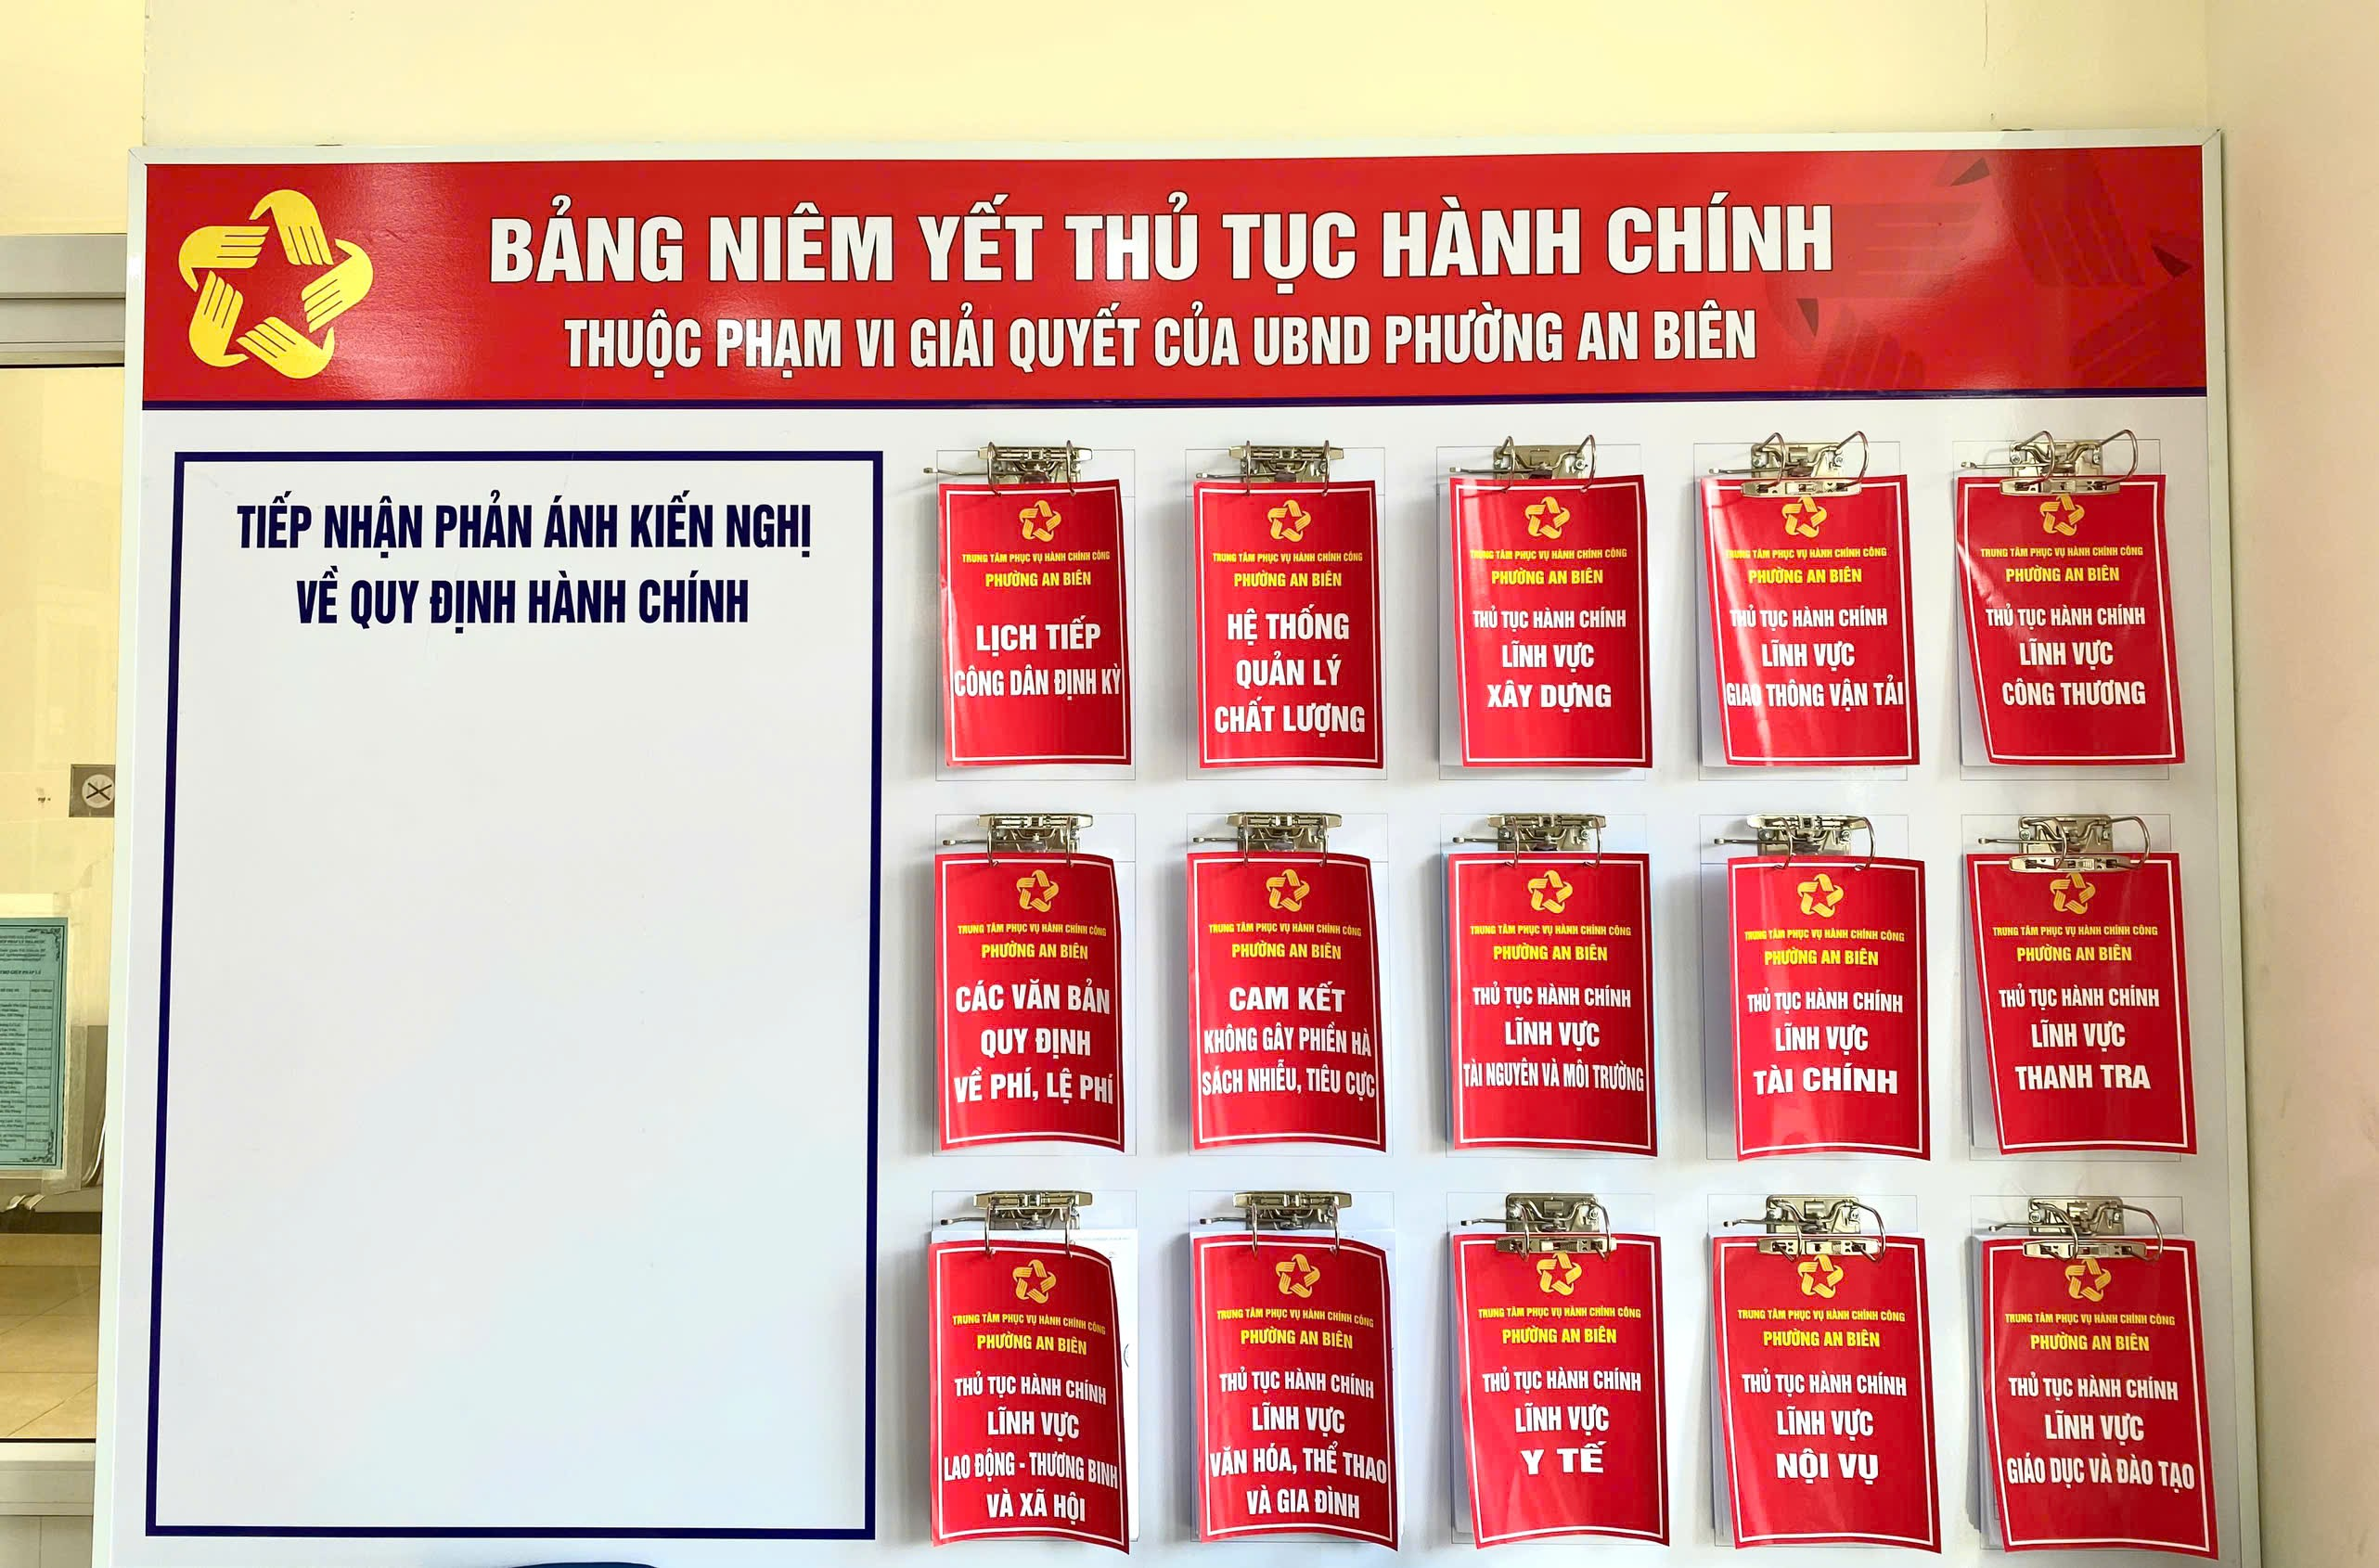 BẢNG NIÊM YẾT THỦ TỤC HÀNH CHÍNH
THUỘC PHẠM VI GIẢI QUYẾT CỦA UBND PHƯỜNG AN BIÊN
TIẾP NHẬN PHẢN ÁNH KIẾN NGHỊ
VỀ QUY ĐỊNH HÀNH CHÍNH
TRUNG TÂM PHỤC VỤ HÀNH CHÍNH CÔNG
PHƯỜNG AN BIÊN
LỊCH TIẾP
CÔNG DÂN ĐỊNH KỲ
TRUNG TÂM PHỤC VỤ HÀNH CHÍNH CÔNG
PHƯỜNG AN BIÊN
HỆ THỐNG
QUẢN LÝ
CHẤT LƯỢNG
TRUNG TÂM PHỤC VỤ HÀNH CHÍNH CÔNG
PHƯỜNG AN BIÊN
THỦ TỤC HÀNH CHÍNH
LĨNH VỰC
XÂY DỰNG
TRUNG TÂM PHỤC VỤ HÀNH CHÍNH CÔNG
PHƯỜNG AN BIÊN
THỦ TỤC HÀNH CHÍNH
LĨNH VỰC
GIAO THÔNG VẬN TẢI
TRUNG TÂM PHỤC VỤ HÀNH CHÍNH CÔNG
PHƯỜNG AN BIÊN
THỦ TỤC HÀNH CHÍNH
LĨNH VỰC
CÔNG THƯƠNG
TRUNG TÂM PHỤC VỤ HÀNH CHÍNH CÔNG
PHƯỜNG AN BIÊN
CÁC VĂN BẢN
QUY ĐỊNH
VỀ PHÍ, LỆ PHÍ
TRUNG TÂM PHỤC VỤ HÀNH CHÍNH CÔNG
PHƯỜNG AN BIÊN
CAM KẾT
KHÔNG GÂY PHIỀN HÀ
SÁCH NHIỄU, TIÊU CỰC
TRUNG TÂM PHỤC VỤ HÀNH CHÍNH CÔNG
PHƯỜNG AN BIÊN
THỦ TỤC HÀNH CHÍNH
LĨNH VỰC
TÀI NGUYÊN VÀ MÔI TRƯỜNG
TRUNG TÂM PHỤC VỤ HÀNH CHÍNH CÔNG
PHƯỜNG AN BIÊN
THỦ TỤC HÀNH CHÍNH
LĨNH VỰC
TÀI CHÍNH
TRUNG TÂM PHỤC VỤ HÀNH CHÍNH CÔNG
PHƯỜNG AN BIÊN
THỦ TỤC HÀNH CHÍNH
LĨNH VỰC
THANH TRA
TRUNG TÂM PHỤC VỤ HÀNH CHÍNH CÔNG
PHƯỜNG AN BIÊN
THỦ TỤC HÀNH CHÍNH
LĨNH VỰC
LAO ĐỘNG - THƯƠNG BINH
VÀ XÃ HỘI
TRUNG TÂM PHỤC VỤ HÀNH CHÍNH CÔNG
PHƯỜNG AN BIÊN
THỦ TỤC HÀNH CHÍNH
LĨNH VỰC
VĂN HÓA, THỂ THAO
VÀ GIA ĐÌNH
TRUNG TÂM PHỤC VỤ HÀNH CHÍNH CÔNG
PHƯỜNG AN BIÊN
THỦ TỤC HÀNH CHÍNH
LĨNH VỰC
Y TẾ
TRUNG TÂM PHỤC VỤ HÀNH CHÍNH CÔNG
PHƯỜNG AN BIÊN
THỦ TỤC HÀNH CHÍNH
LĨNH VỰC
NỘI VỤ
TRUNG TÂM PHỤC VỤ HÀNH CHÍNH CÔNG
PHƯỜNG AN BIÊN
THỦ TỤC HÀNH CHÍNH
LĨNH VỰC
GIÁO DỤC VÀ ĐÀO TẠO